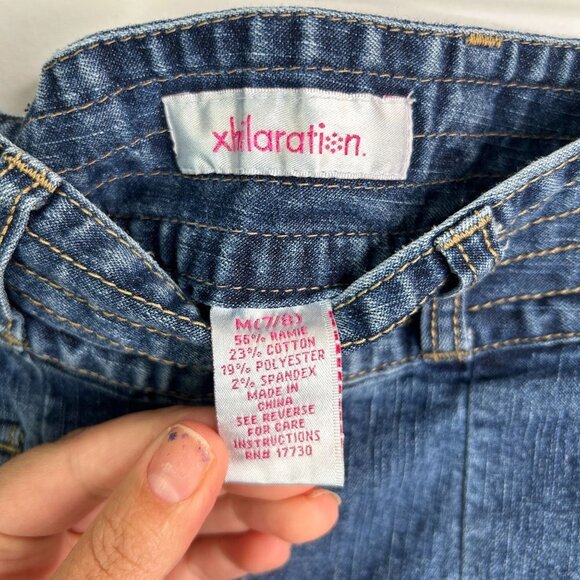 xhilaration.
M(7/8)
56% RAMIE
23% COTTON
19% POLYESTER
2% SPANDEX
MADE IN
CHINA
SEE REVERSE
FOR CARE
INSTRUCTIONS
RN# 17730